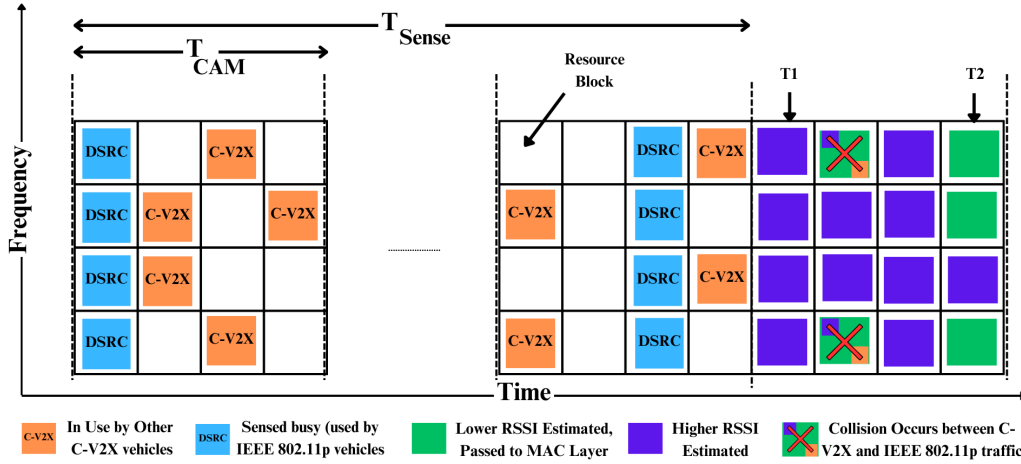 T Sense
T CAM
Resource
Block
T1
T2
DSRC
C-V2X
DSRC
C-V2X
DSRC
C-V2X
C-V2X
C-V2X
DSRC
DSRC
C-V2X
DSRC
C-V2X
DSRC
C-V2X
C-V2X
DSRC
DSRC
Frequency
Time
C-V2X
In Use by Other
C-V2X vehicles
DSRC
Sensed busy (used by
IEEE 802.11p vehicles
Lower RSSI Estimated,
Passed to MAC Layer
Higher RSSI
Estimated
Collision Occurs between C-
V2X and IEEE 802.11p traffic